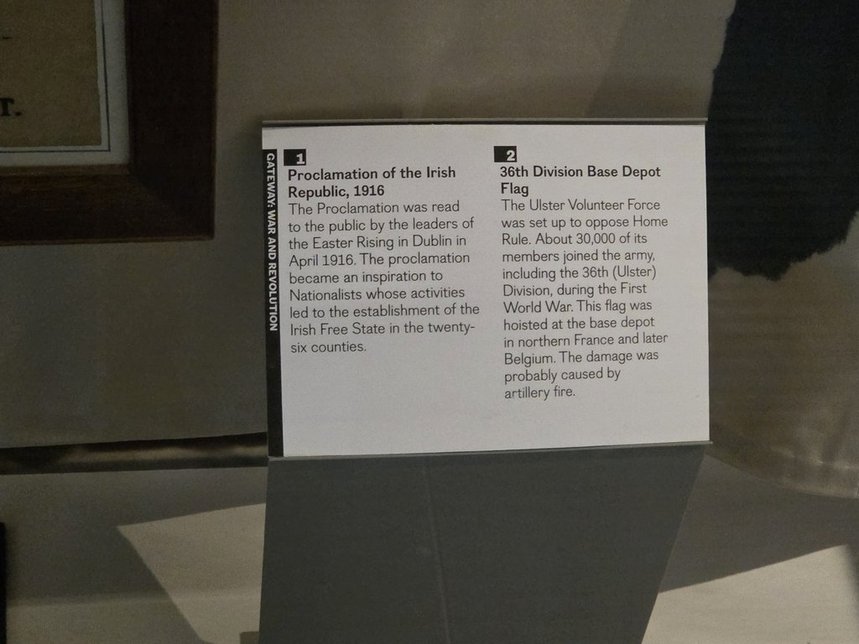 T.
GATEWAY: WAR AND REVOLUTION
1
Proclamation of the Irish
Republic, 1916
The Proclamation was read
to the public by the leaders of
the Easter Rising in Dublin in
April 1916. The proclamation
became an inspiration to
Nationalists whose activities
led to the establishment of the
Irish Free State in the twenty-
six counties.
2
36th Division Base Depot
Flag
The Ulster Volunteer Force
was set up to oppose Home
Rule. About 30,000 of its
members joined the army,
including the 36th (Ulster)
Division, during the First
World War. This flag was
hoisted at the base depot
in northern France and later
Belgium. The damage was
probably caused by
artillery fire.